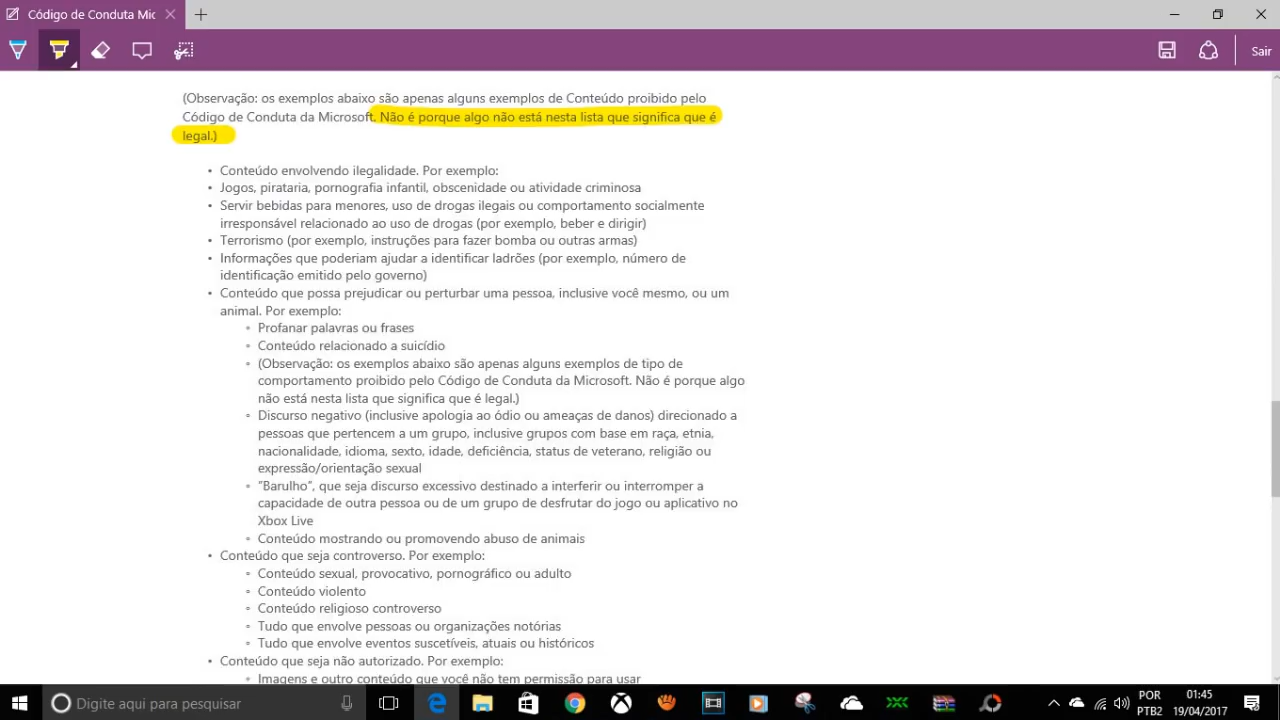 Código de Conduta Mic
Sair
(Observação: os exemplos abaixo são apenas alguns exemplos de Conteúdo proibido pelo
Código de Conduta da Microsoft. Não é porque algo não está nesta lista que significa que é
legal.)
• Conteúdo envolvendo ilegalidade. Por exemplo:
• Jogos, pirataria, pornografia infantil, obscenidade ou atividade criminosa
• Servir bebidas para menores, uso de drogas ilegais ou comportamento socialmente
irresponsável relacionado ao uso de drogas (por exemplo, beber e dirigir)
• Terrorismo (por exemplo, instruções para fazer bomba ou outras armas)
• Informações que poderiam ajudar a identificar ladrões (por exemplo, número de
identificação emitido pelo governo)
• Conteúdo que possa prejudicar ou perturbar uma pessoa, inclusive você mesmo, ou um
animal. Por exemplo:
◦ Profanar palavras ou frases
◦ Conteúdo relacionado a suicídio
◦ (Observação: os exemplos abaixo são apenas alguns exemplos de tipo de
comportamento proibido pelo Código de Conduta da Microsoft. Não é porque algo
não está nesta lista que significa que é legal.)
◦ Discurso negativo (inclusive apologia ao ódio ou ameaças de danos) direcionado a
pessoas que pertencem a um grupo, inclusive grupos com base em raça, etnia,
nacionalidade, idioma, sexto, idade, deficiência, status de veterano, religião ou
expressão/orientação sexual
◦ "Barulho", que seja discurso excessivo destinado a interferir ou interromper a
capacidade de outra pessoa ou de um grupo de desfrutar do jogo ou aplicativo no
Xbox Live
◦ Conteúdo mostrando ou promovendo abuso de animais
• Conteúdo que seja controverso. Por exemplo:
◦ Conteúdo sexual, provocativo, pornográfico ou adulto
◦ Conteúdo violento
◦ Conteúdo religioso controverso
◦ Tudo que envolve pessoas ou organizações notórias
◦ Tudo que envolve eventos suscetíveis, atuais ou históricos
• Conteúdo que seja não autorizado. Por exemplo:
◦ Imagens e outro conteúdo que você não tem permissão para usar
Digite aqui para pesquisar
POR
PTB2
01:45
19/04/2017